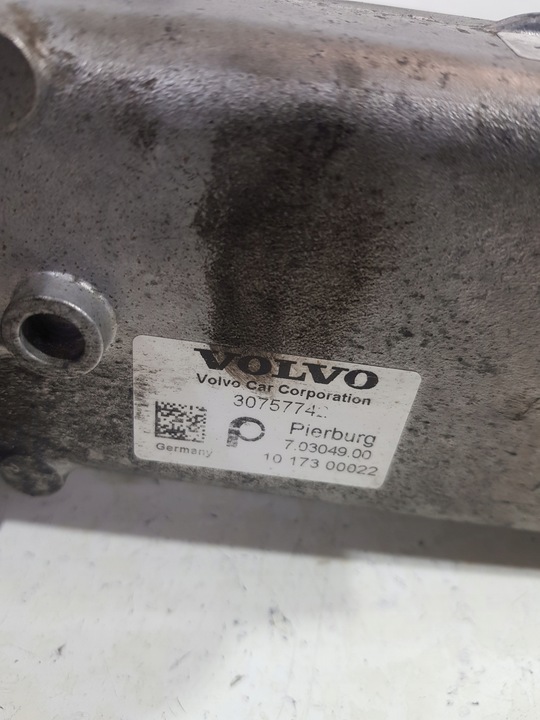 VOLVO
Volvo Car Corporation
Pierburg
Germany
7.03049.00
10 173 00022